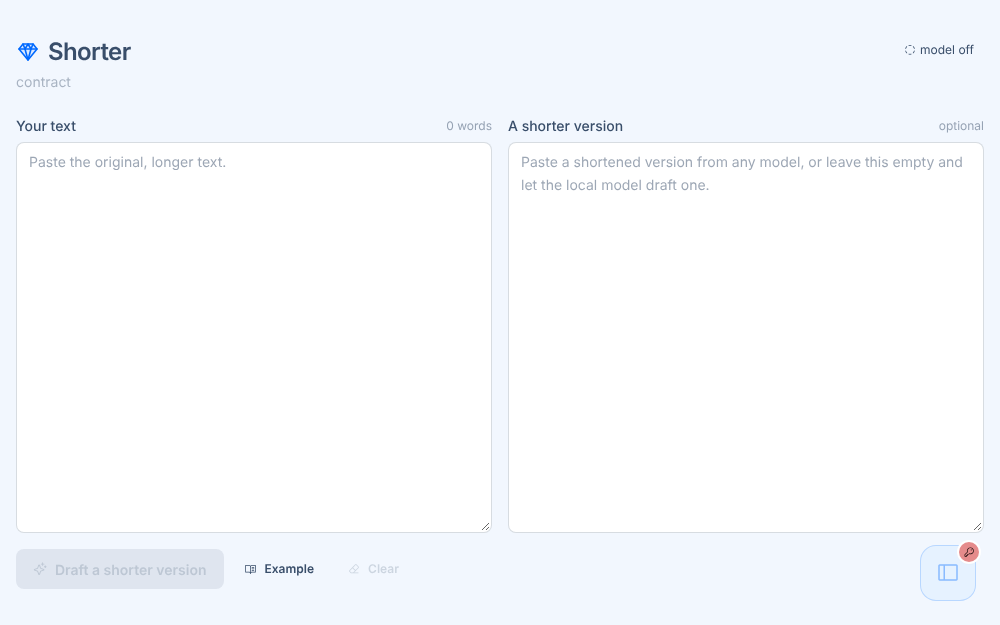 Shorter
model off
contract
Your text
0 words
A shorter version
optional
Paste the original, longer text.
Paste a shortened version from any model, or leave this empty and
let the local model draft one.
Draft a shorter version
Example
Clear